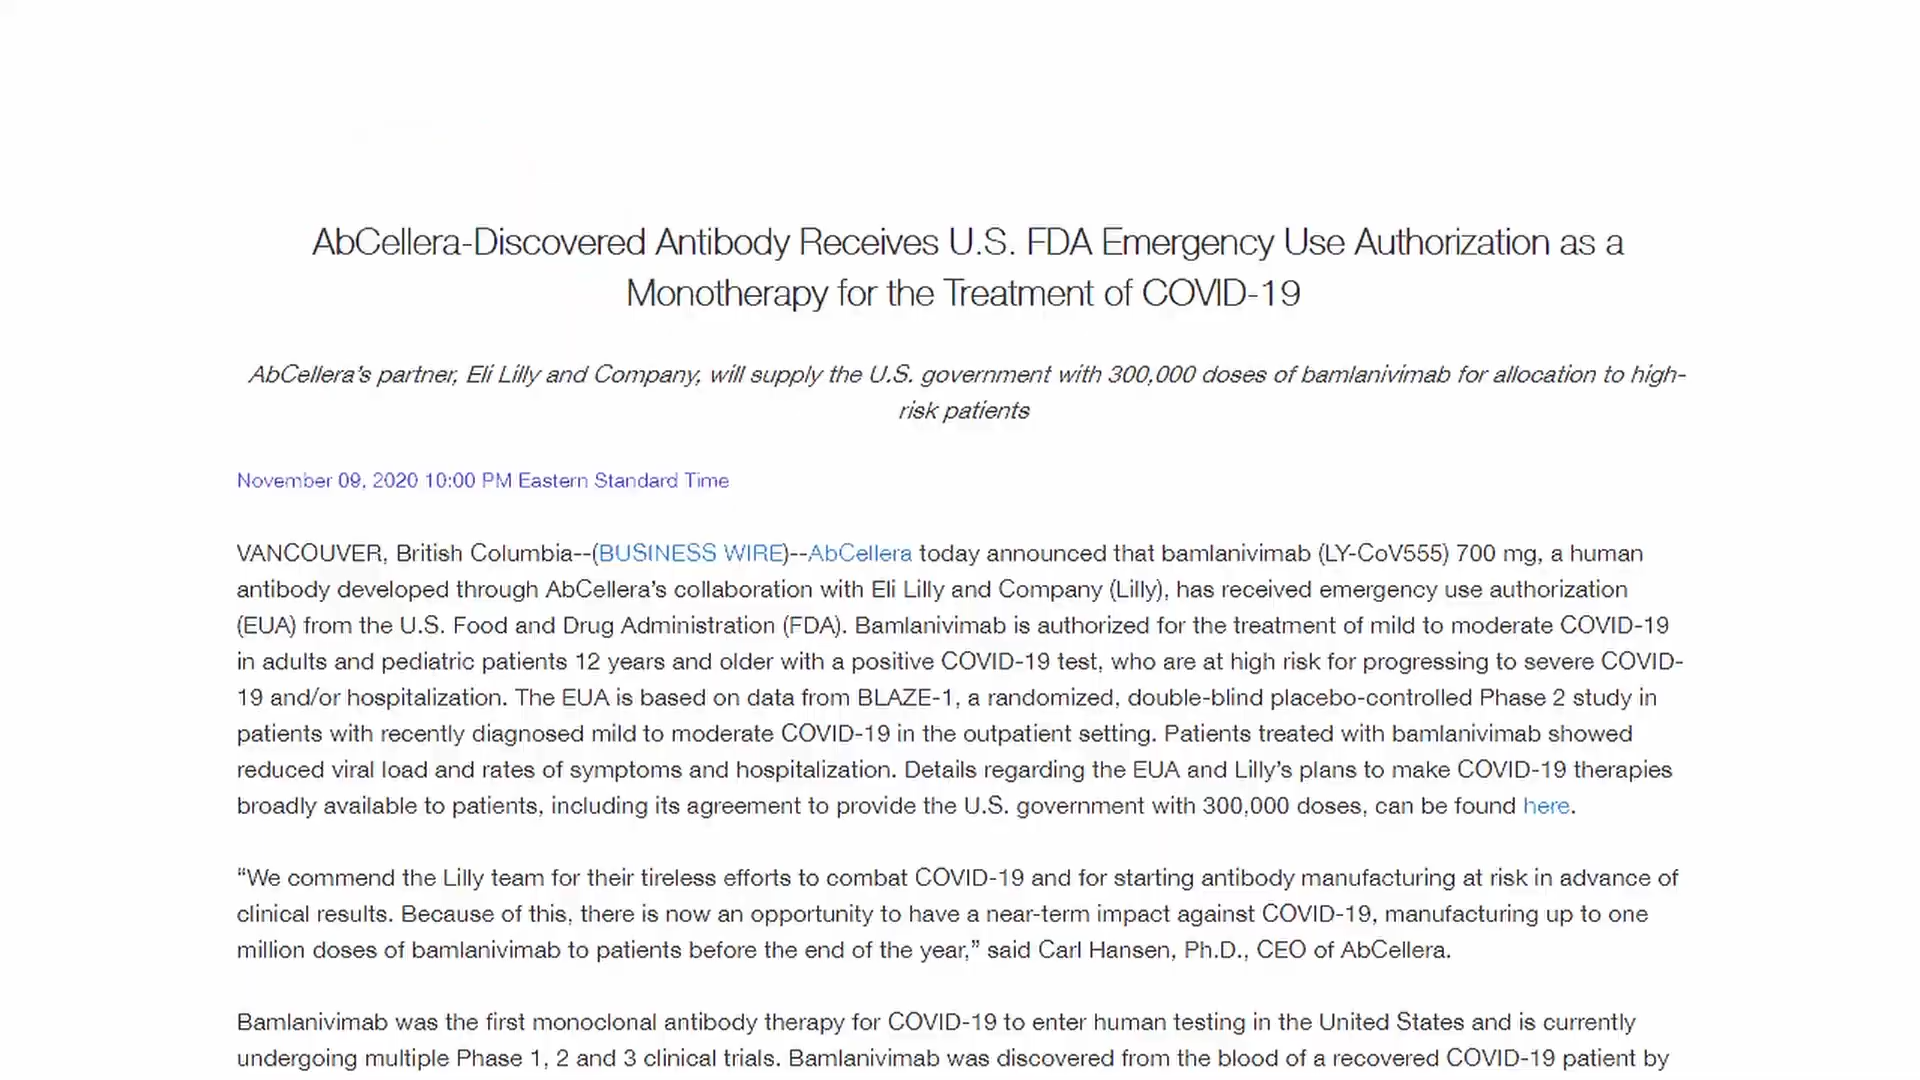 AbCellera-Discovered Antibody Receives U.S. FDA Emergency Use Authorization as a
Monotherapy for the Treatment of COVID-19
AbCellera's partner, Eli Lilly and Company, will supply the U.S. government with 300,000 doses of bamlanivimab for allocation to high-
risk patients
November 09, 2020 10:00 PM Eastern Standard Time
VANCOUVER, British Columbia--(BUSINESS WIRE)--AbCellera today announced that bamlanivimab (LY-CoV555) 700 mg, a human
antibody developed through AbCellera's collaboration with Eli Lilly and Company (Lilly), has received emergency use authorization
(EUA) from the U.S. Food and Drug Administration (FDA). Bamlanivimab is authorized for the treatment of mild to moderate COVID-19
in adults and pediatric patients 12 years and older with a positive COVID-19 test, who are at high risk for progressing to severe COVID-
19 and/or hospitalization. The EUA is based on data from BLAZE-1, a randomized, double-blind placebo-controlled Phase 2 study in
patients with recently diagnosed mild to moderate COVID-19 in the outpatient setting. Patients treated with bamlanivimab showed
reduced viral load and rates of symptoms and hospitalization. Details regarding the EUA and Lilly's plans to make COVID-19 therapies
broadly available to patients, including its agreement to provide the U.S. government with 300,000 doses, can be found here.
“We commend the Lilly team for their tireless efforts to combat COVID-19 and for starting antibody manufacturing at risk in advance of
clinical results. Because of this, there is now an opportunity to have a near-term impact against COVID-19, manufacturing up to one
million doses of bamlanivimab to patients before the end of the year,” said Carl Hansen, Ph.D., CEO of AbCellera.
Bamlanivimab was the first monoclonal antibody therapy for COVID-19 to enter human testing in the United States and is currently
undergoing multiple Phase 1, 2 and 3 clinical trials. Bamlanivimab was discovered from the blood of a recovered COVID-19 patient by